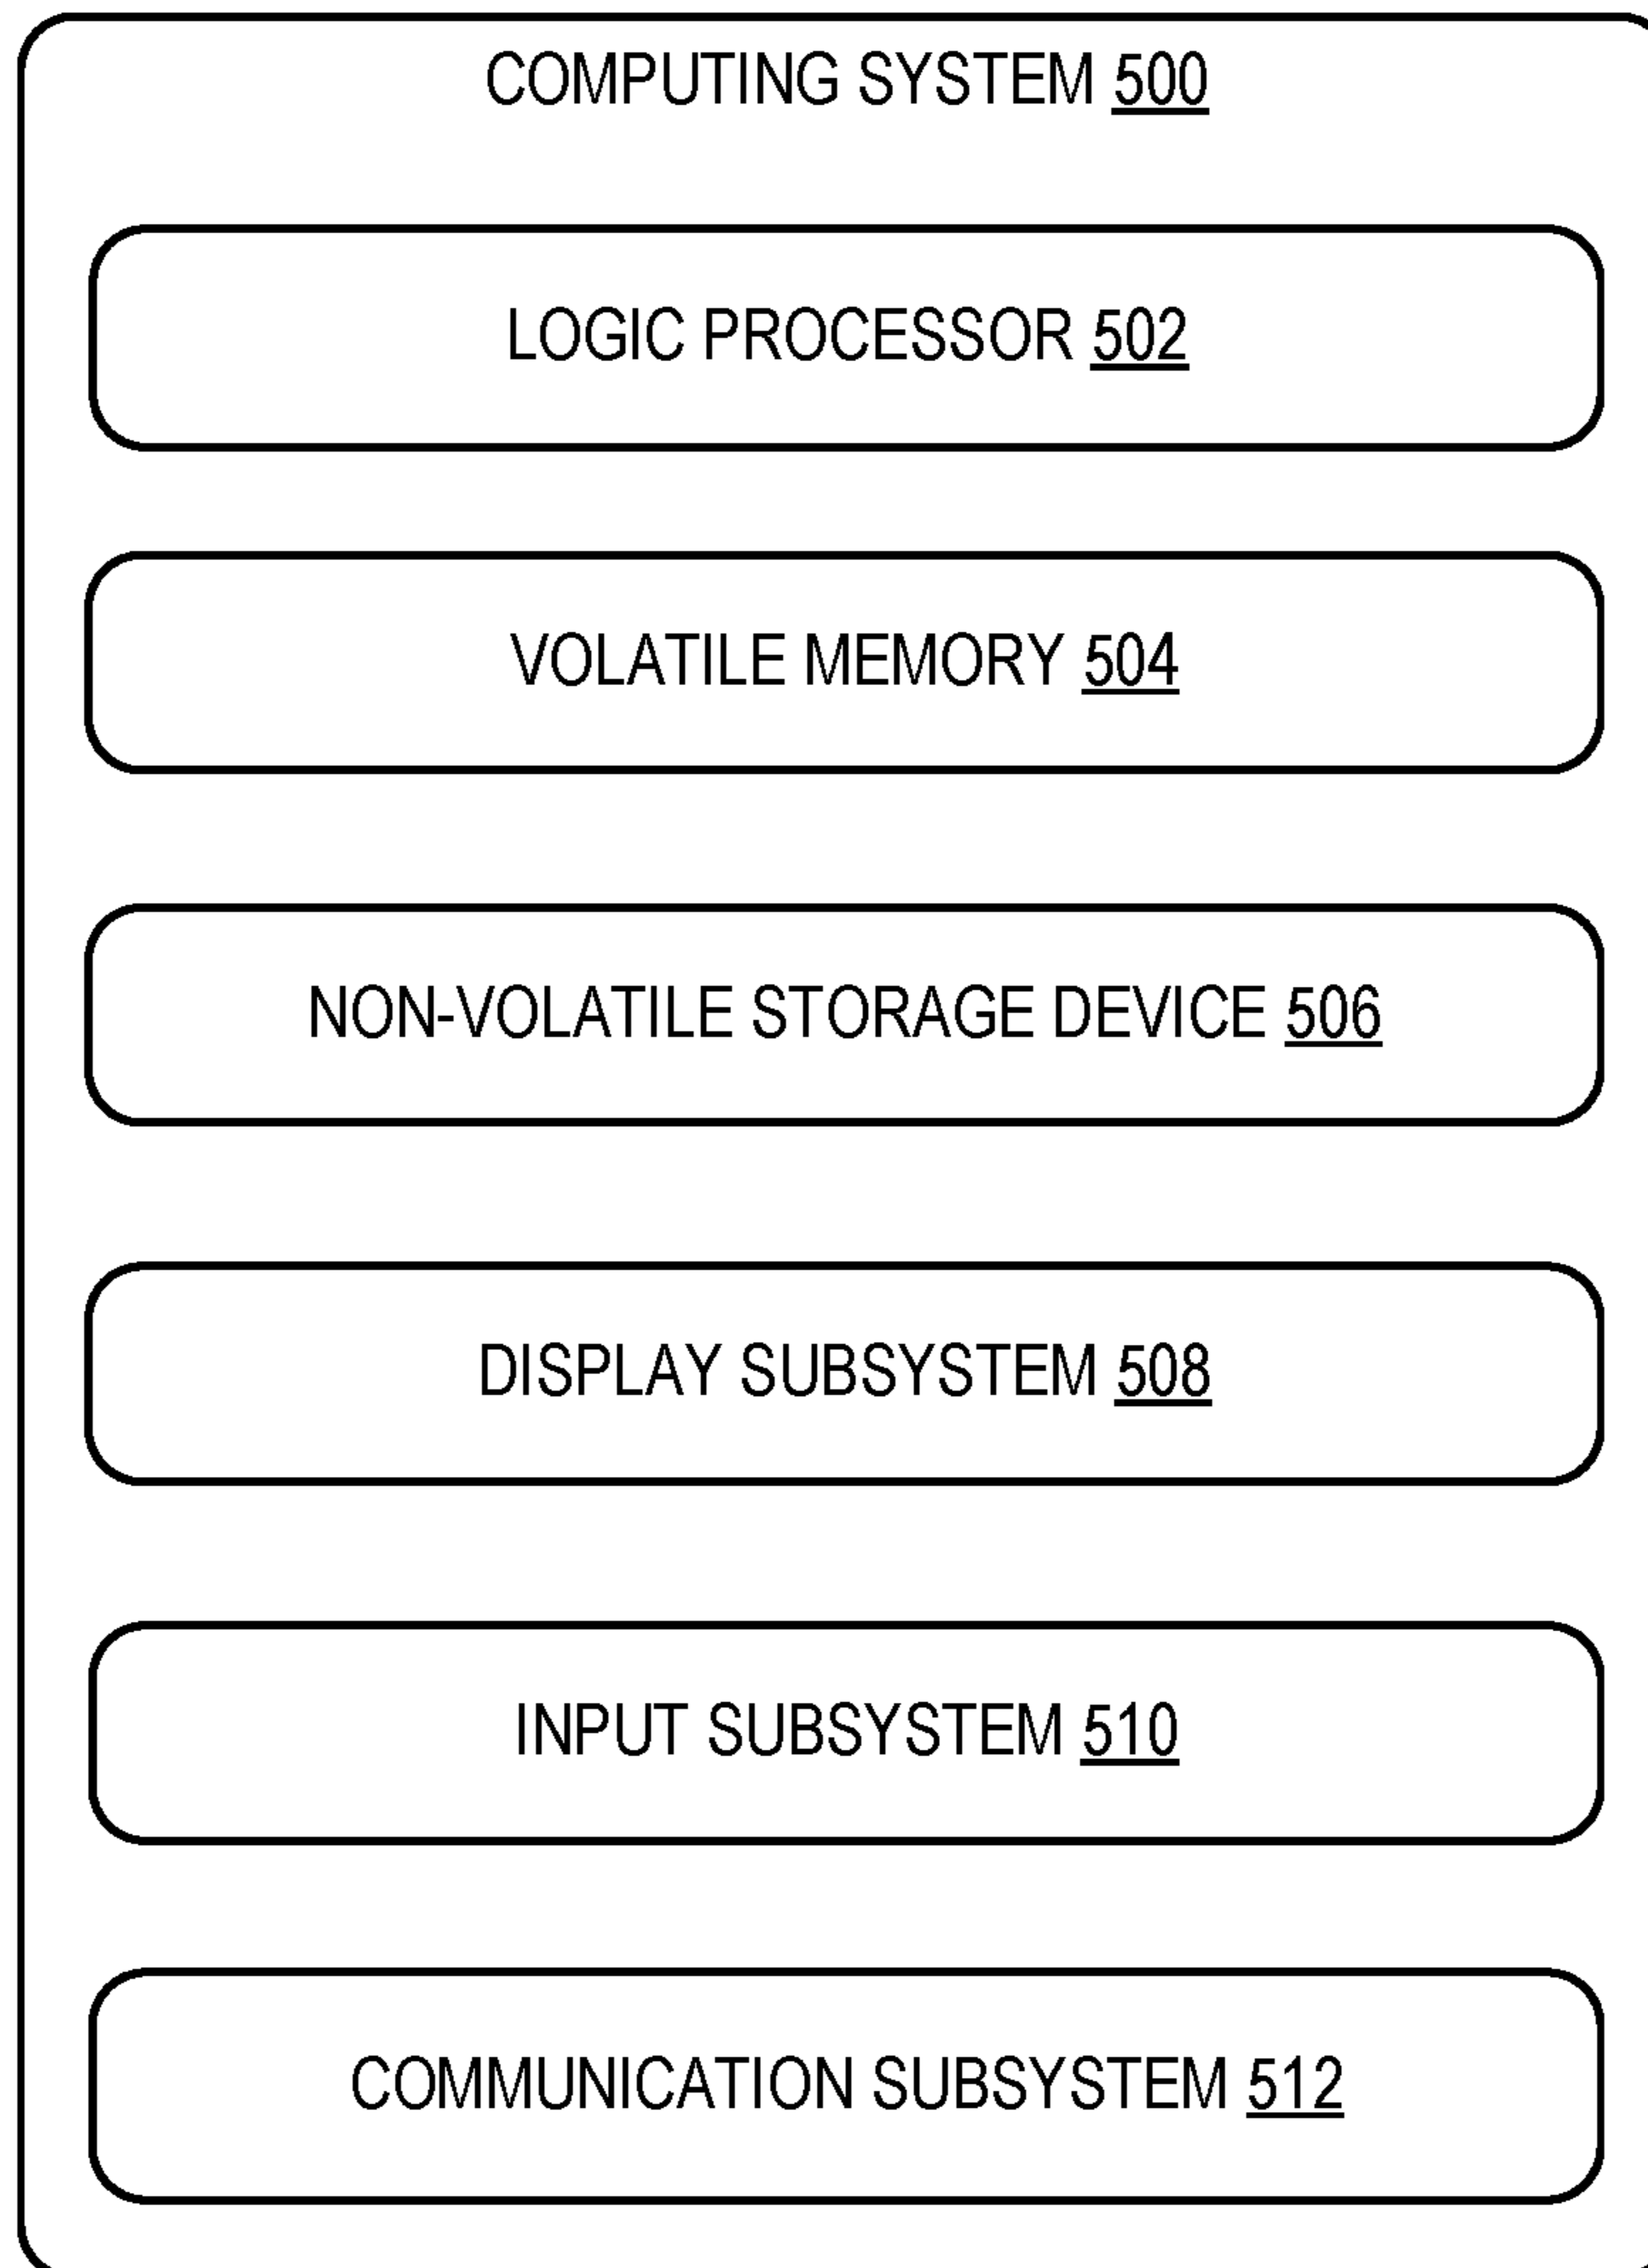 COMPUTING SYSTEM 500
LOGIC PROCESSOR 502
VOLATILE MEMORY 504
NON-VOLATILE STORAGE DEVICE 506
DISPLAY SUBSYSTEM 508
INPUT SUBSYSTEM 510
COMMUNICATION SUBSYSTEM 512